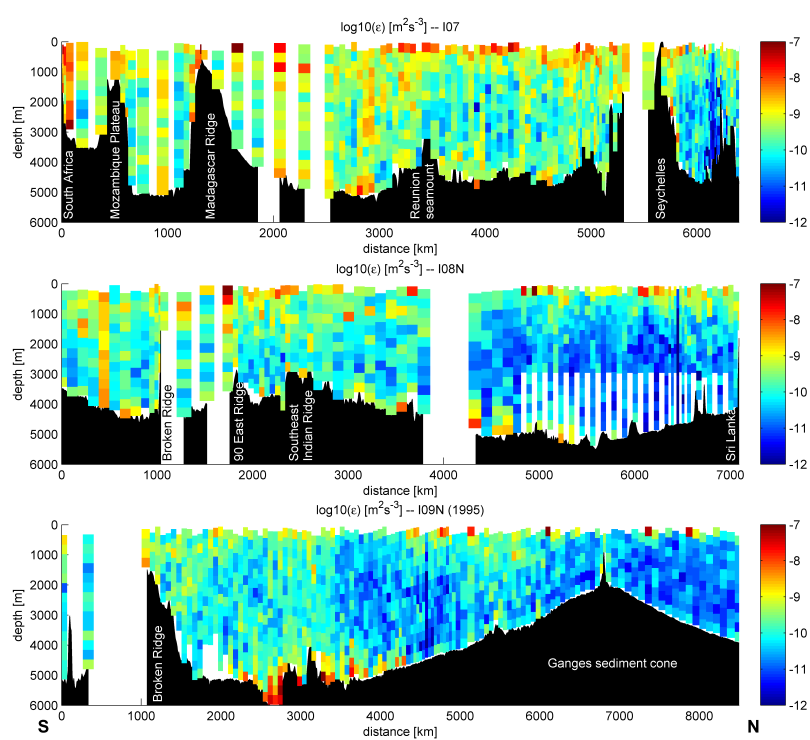 log10(ε) [m²s⁻³] -- I07
depth [m]
0
1000
2000
3000
4000
5000
6000
South Africa
Mozambique Plateau
Madagascar Ridge
Reunion
seamount
Seychelles
0 1000 2000 3000 4000 5000 6000
distance [km]
-7
-8
-9
-10
-11
-12
log10(ε) [m²s⁻³] -- I08N
depth [m]
0
1000
2000
3000
4000
5000
6000
Broken Ridge
90 East Ridge
Southeast
Indian Ridge
Sri Lanka
0 1000 2000 3000 4000 5000 6000 7000
distance [km]
-7
-8
-9
-10
-11
-12
log10(ε) [m²s⁻³] -- I09N (1995)
depth [m]
0
1000
2000
3000
4000
5000
6000
Broken Ridge
Ganges sediment cone
0 1000 2000 3000 4000 5000 6000 7000 8000
distance [km]
-7
-8
-9
-10
-11
-12
S N